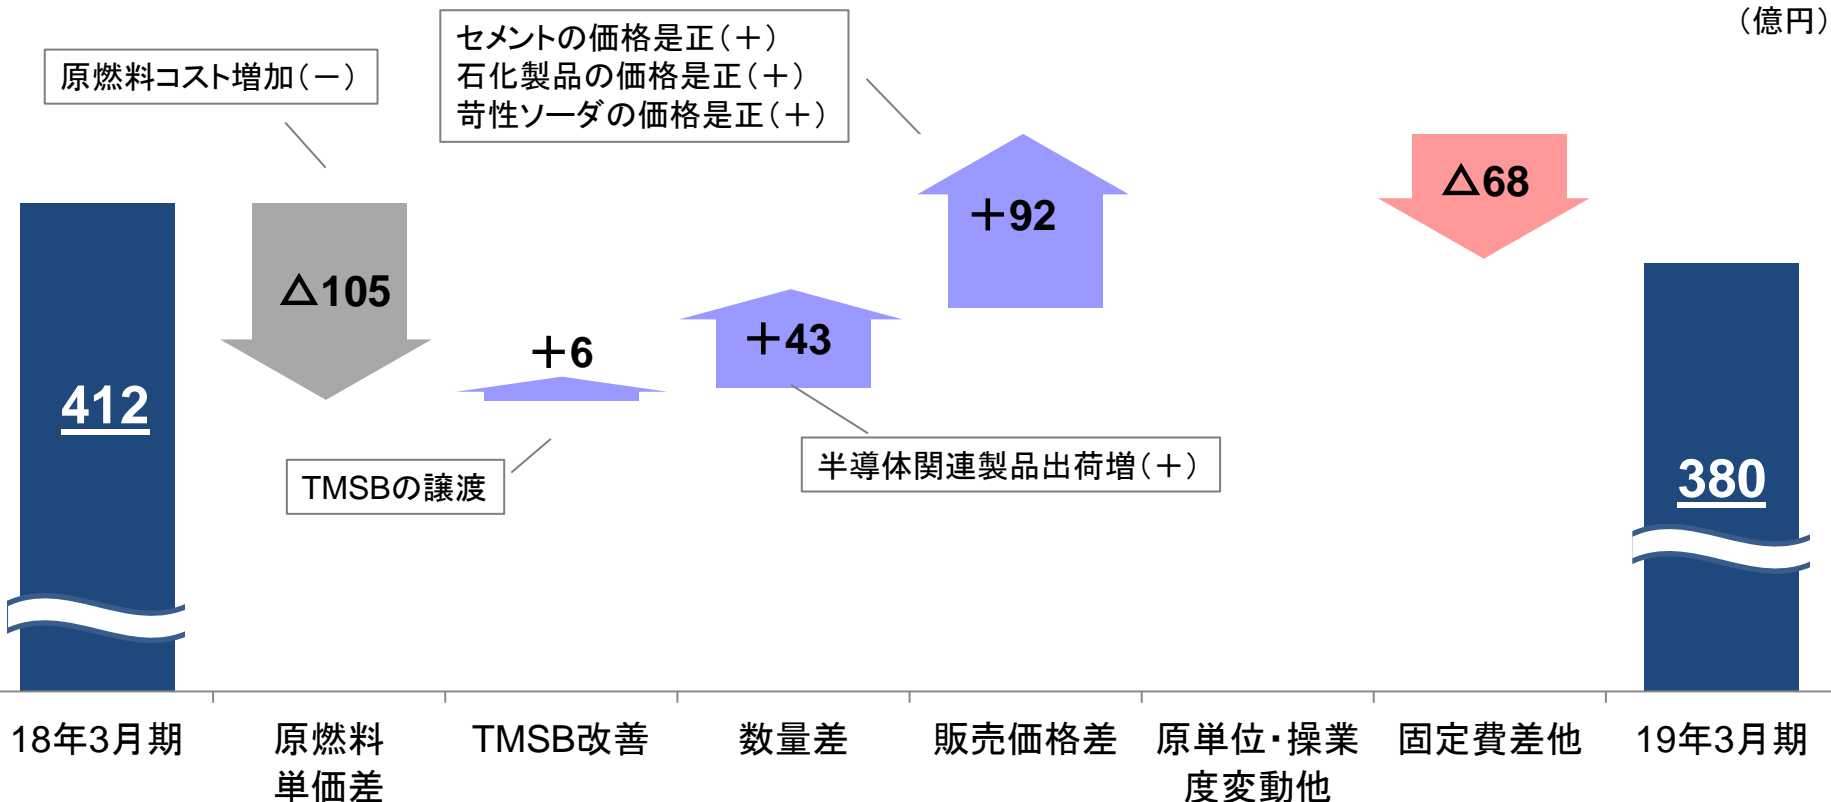 （億円）
原燃料コスト増加（－）
セメントの価格是正（＋）
石化製品の価格是正（＋）
苛性ソーダの価格是正（＋）
412
△105
＋6
TMSBの譲渡
＋43
半導体関連製品出荷増（＋）
＋92
△68
380
18年3月期
原燃料
単価差
TMSB改善
数量差
販売価格差
原単位・操業
度変動他
固定費差他
19年3月期